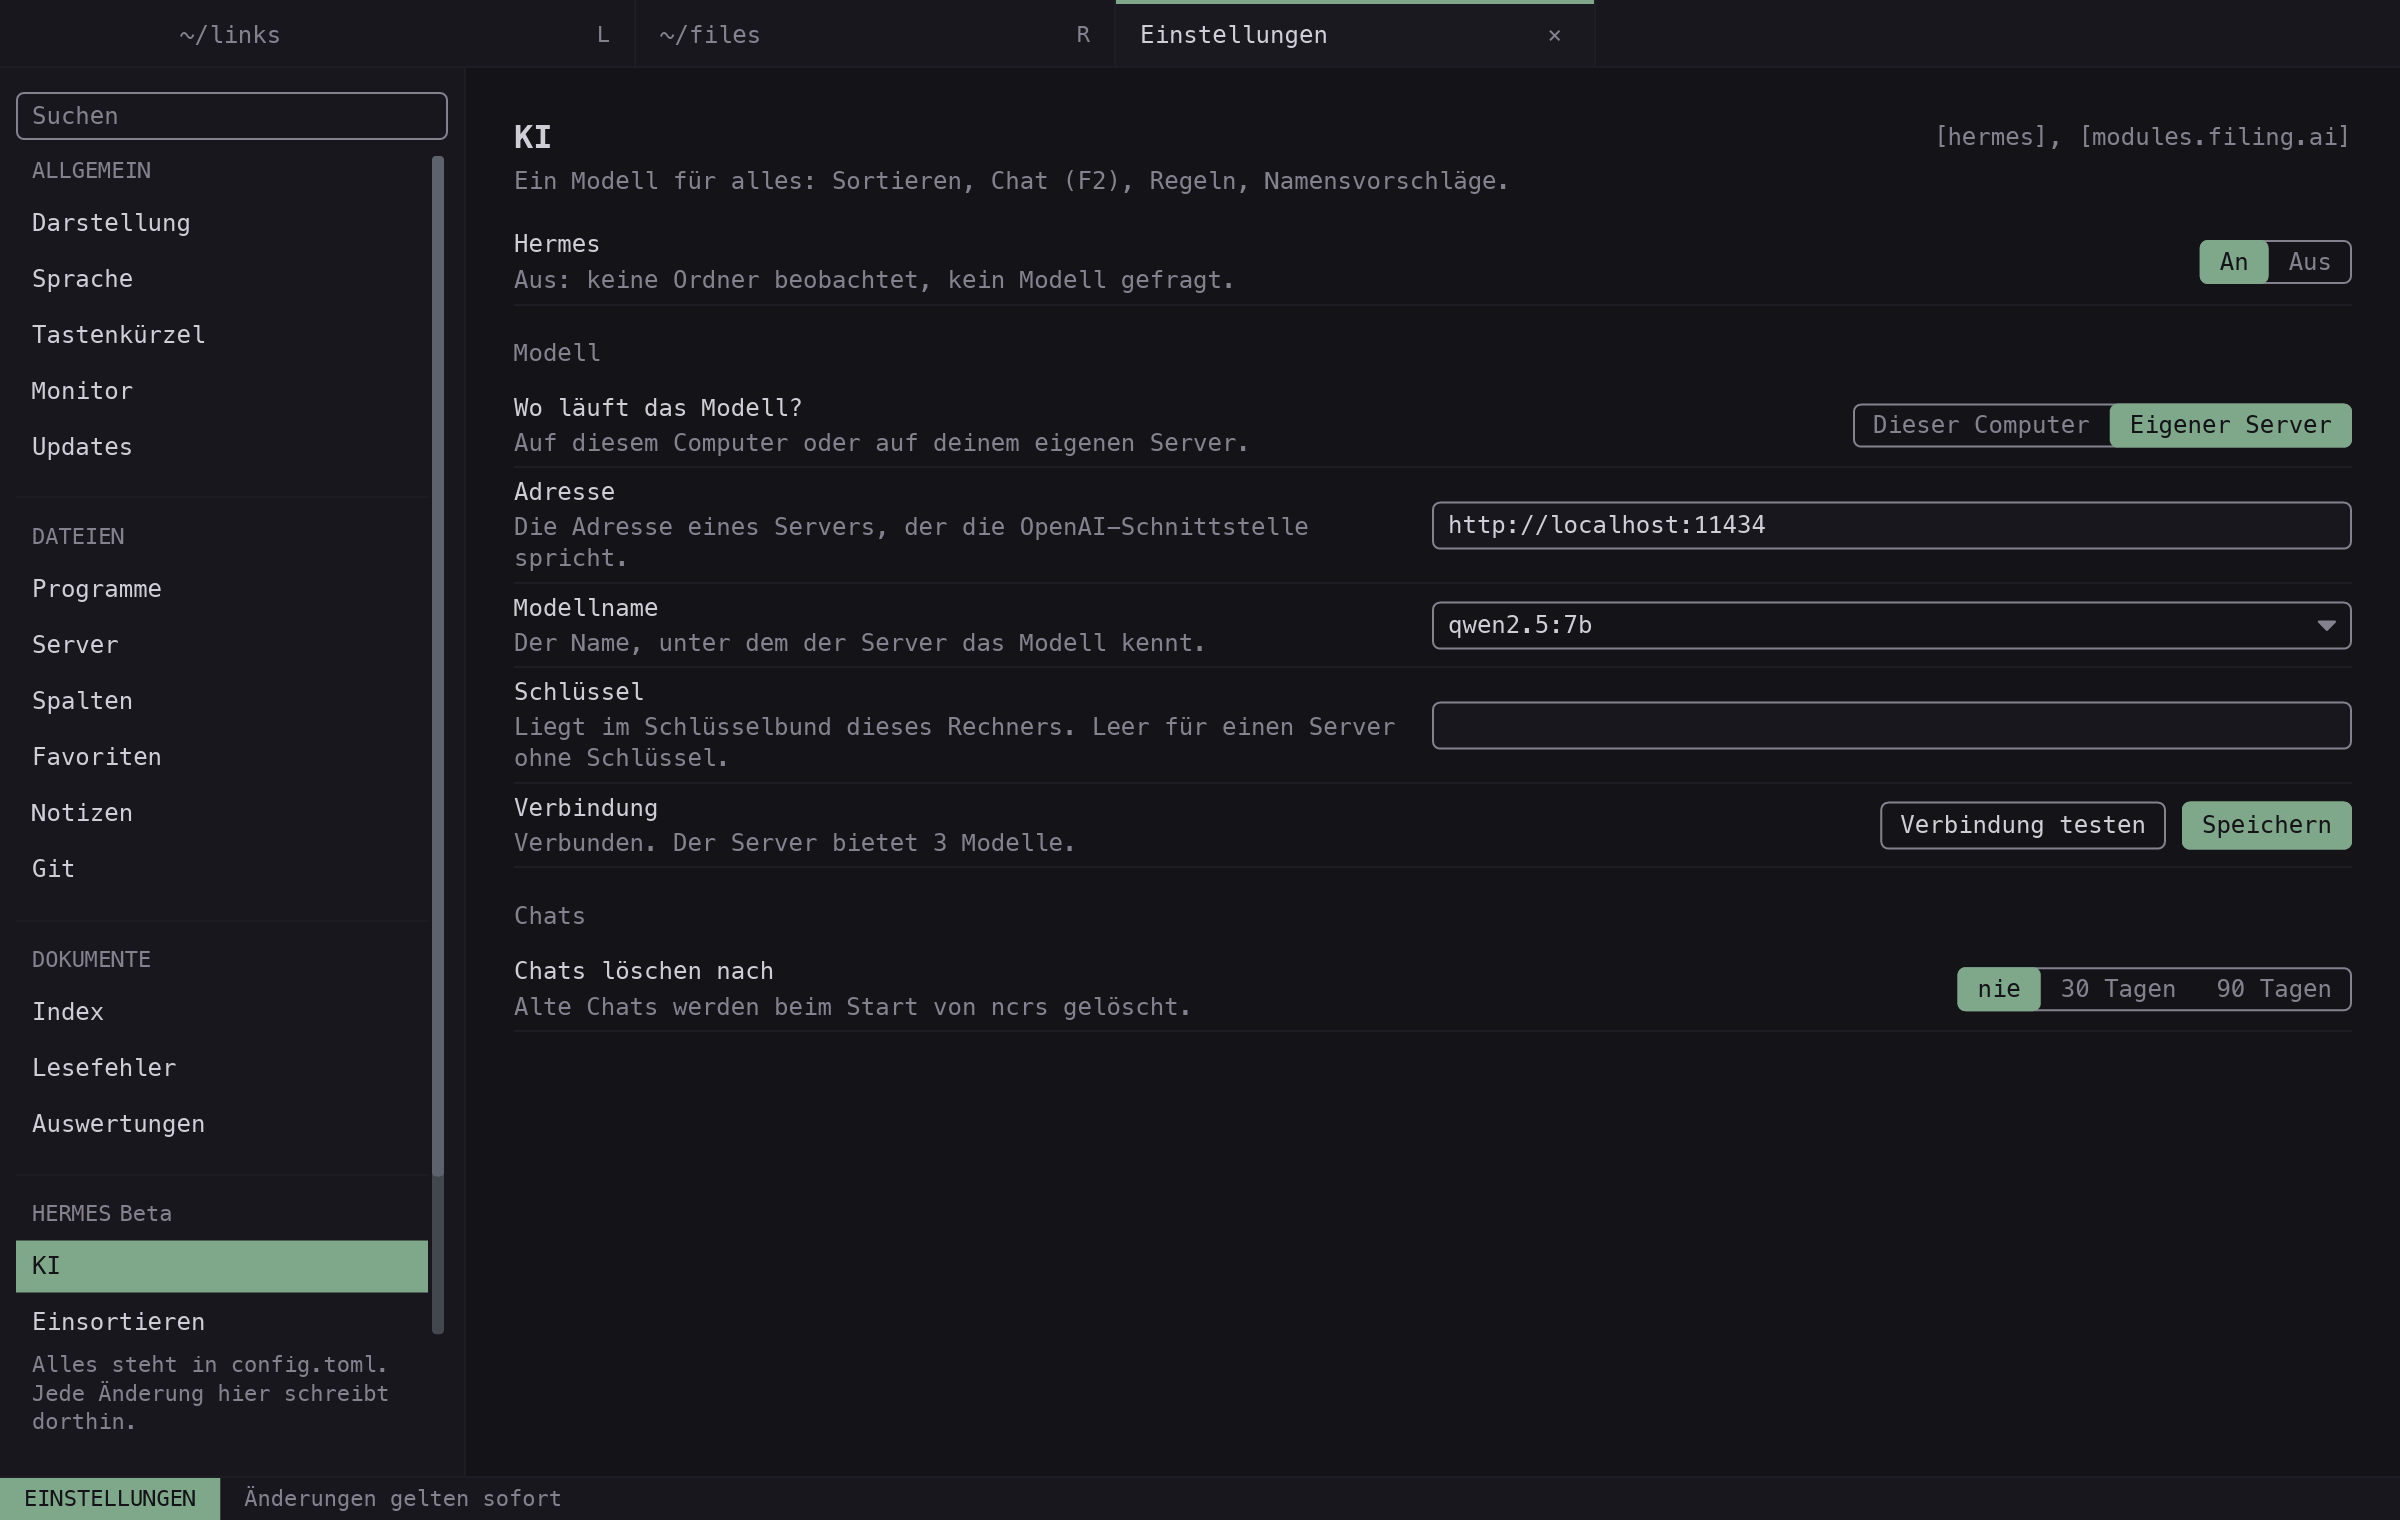 ~/links L ~/files R Einstellungen ×
Suchen
ALLGEMEIN
Darstellung
Sprache
Tastenkürzel
Monitor
Updates
DATEIEN
Programme
Server
Spalten
Favoriten
Notizen
Git
DOKUMENTE
Index
Lesefehler
Auswertungen
HERMES Beta
KI
Einsortieren
Alles steht in config.toml.
Jede Änderung hier schreibt
dorthin.
KI [hermes], [modules.filing.ai]
Ein Modell für alles: Sortieren, Chat (F2), Regeln, Namensvorschläge.
Hermes
Aus: keine Ordner beobachtet, kein Modell gefragt.
An Aus
Modell
Wo läuft das Modell?
Auf diesem Computer oder auf deinem eigenen Server.
Dieser Computer Eigener Server
Adresse
Die Adresse eines Servers, der die OpenAI-Schnittstelle
spricht.
http://localhost:11434
Modellname
Der Name, unter dem der Server das Modell kennt.
qwen2.5:7b
Schlüssel
Liegt im Schlüsselbund dieses Rechners. Leer für einen Server
ohne Schlüssel.
Verbindung
Verbunden. Der Server bietet 3 Modelle.
Verbindung testen Speichern
Chats
Chats löschen nach
Alte Chats werden beim Start von ncrs gelöscht.
nie 30 Tagen 90 Tagen
EINSTELLUNGEN Änderungen gelten sofort